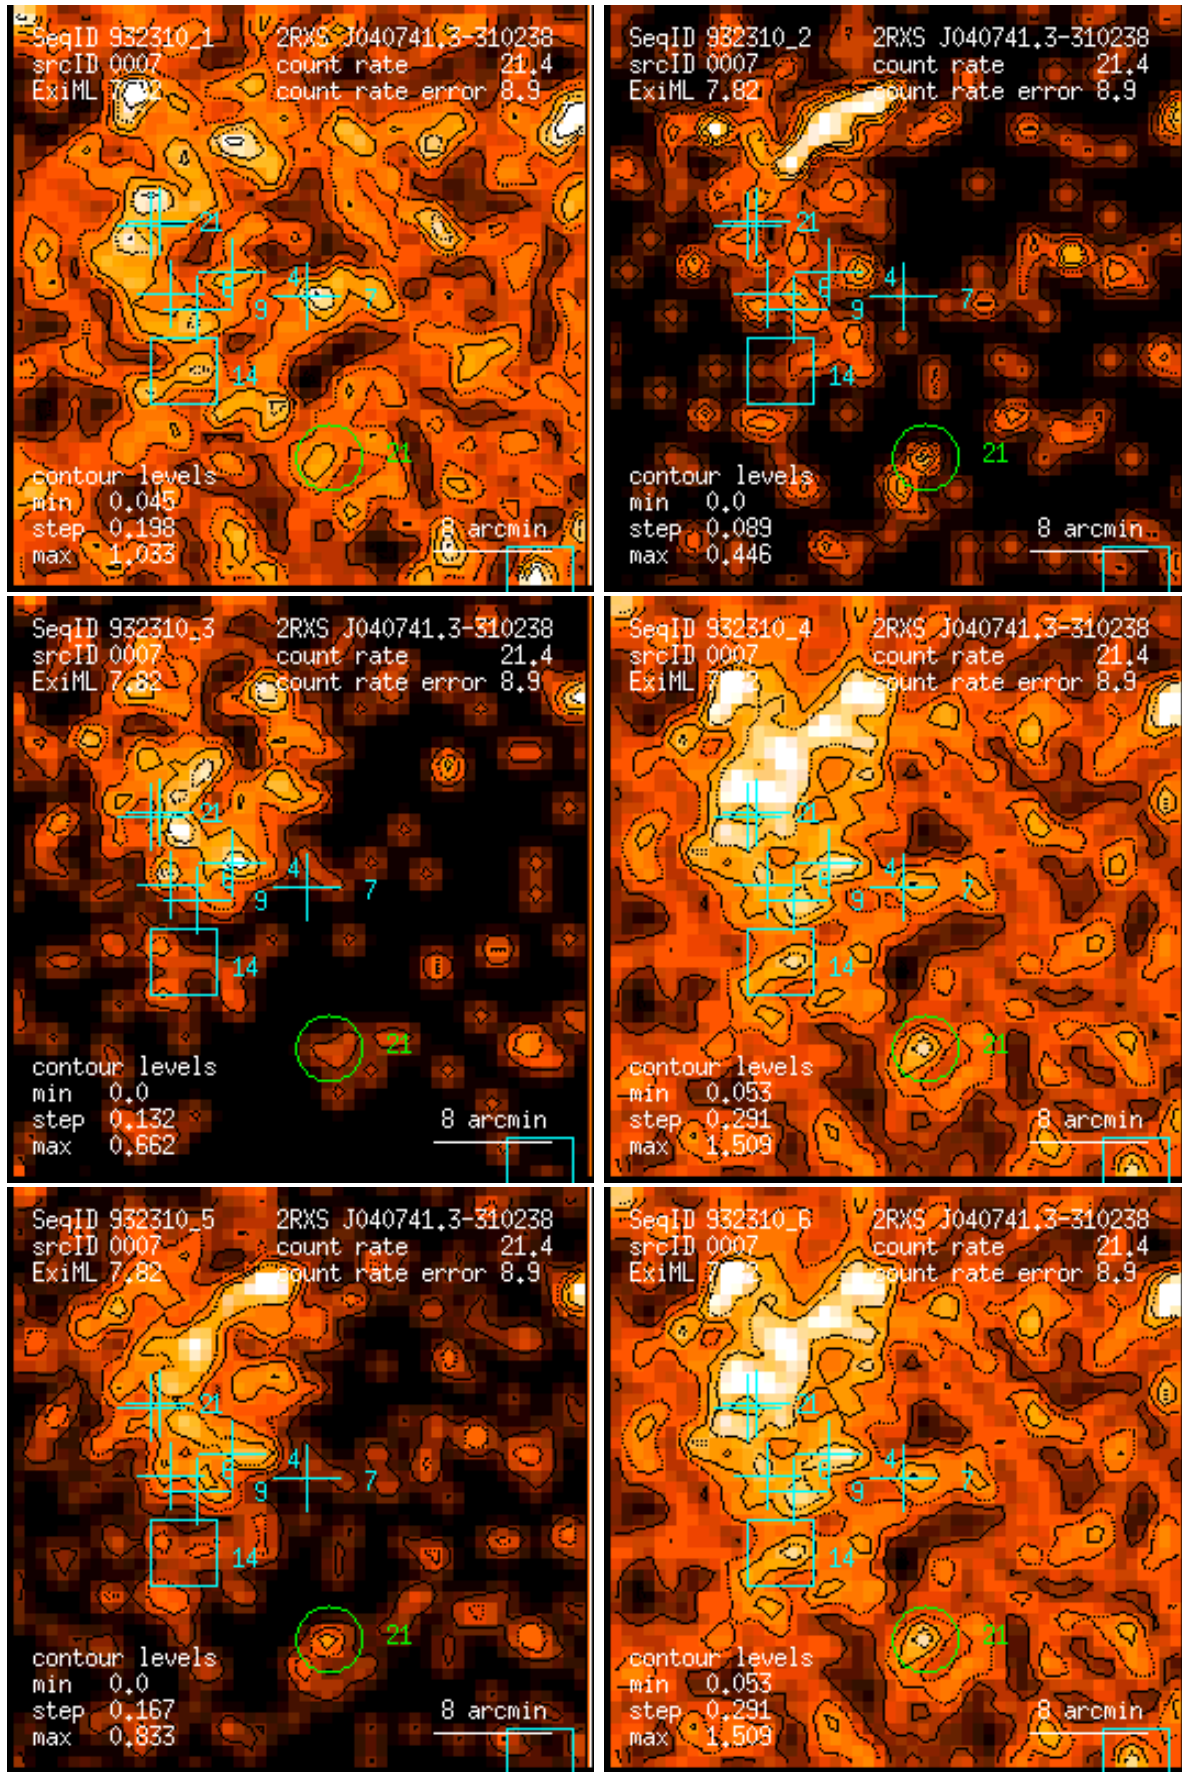 SeqID 932310_1 2RXS J040741.3-310238
srcID 0007 count rate 21.4
ExiML 7.82 count rate error 8.9
21
4
6
9
7
14
21
contour levels
min 0.045
step 0.198
max 1.033
8 arcmin
SeqID 932310_2 2RXS J040741.3-310238
srcID 0007 count rate 21.4
ExiML 7.82 count rate error 8.9
21
4
6
9
7
14
21
contour levels
min 0.0
step 0.089
max 0.446
8 arcmin
SeqID 932310_3 2RXS J040741.3-310238
srcID 0007 count rate 21.4
ExiML 7.82 count rate error 8.9
21
4
6
9
7
14
21
contour levels
min 0.0
step 0.132
max 0.662
8 arcmin
SeqID 932310_4 2RXS J040741.3-310238
srcID 0007 count rate 21.4
ExiML count rate error 8.9
21
4
6
9
7
14
21
contour levels
min 0.053
step 0.291
max 1.509
8 arcmin
SeqID 932310_5 2RXS J040741.3-310238
srcID 0007 count rate 21.4
ExiML 7.82 count rate error 8.9
21
4
6
9
7
14
21
contour levels
min 0.0
step 0.167
max 0.833
8 arcmin
SeqID 932310_6 2RXS J040741.3-310238
srcID 0007 count rate 21.4
ExiML count rate error 8.9
21
4
6
9
7
14
21
contour levels
min 0.053
step 0.291
max 1.509
8 arcmin